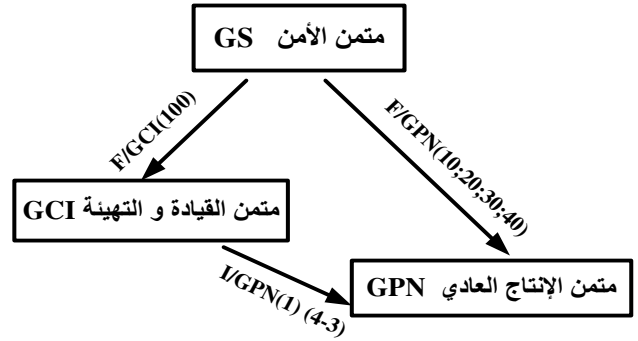 متمن الأمن GS
F/GCI(100)
F/GPN(10;20;30;40)
متمن القيادة و التهيئة GCI
I/GPN(1) (4-3)
متمن الإنتاج العادي GPN